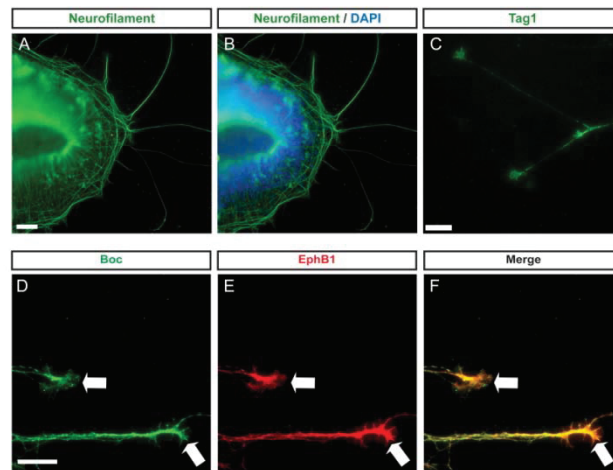 Neurofilament
Neurofilament / DAPI
Tag1
A
B
C
Boc
EphB1
Merge
D
E
F